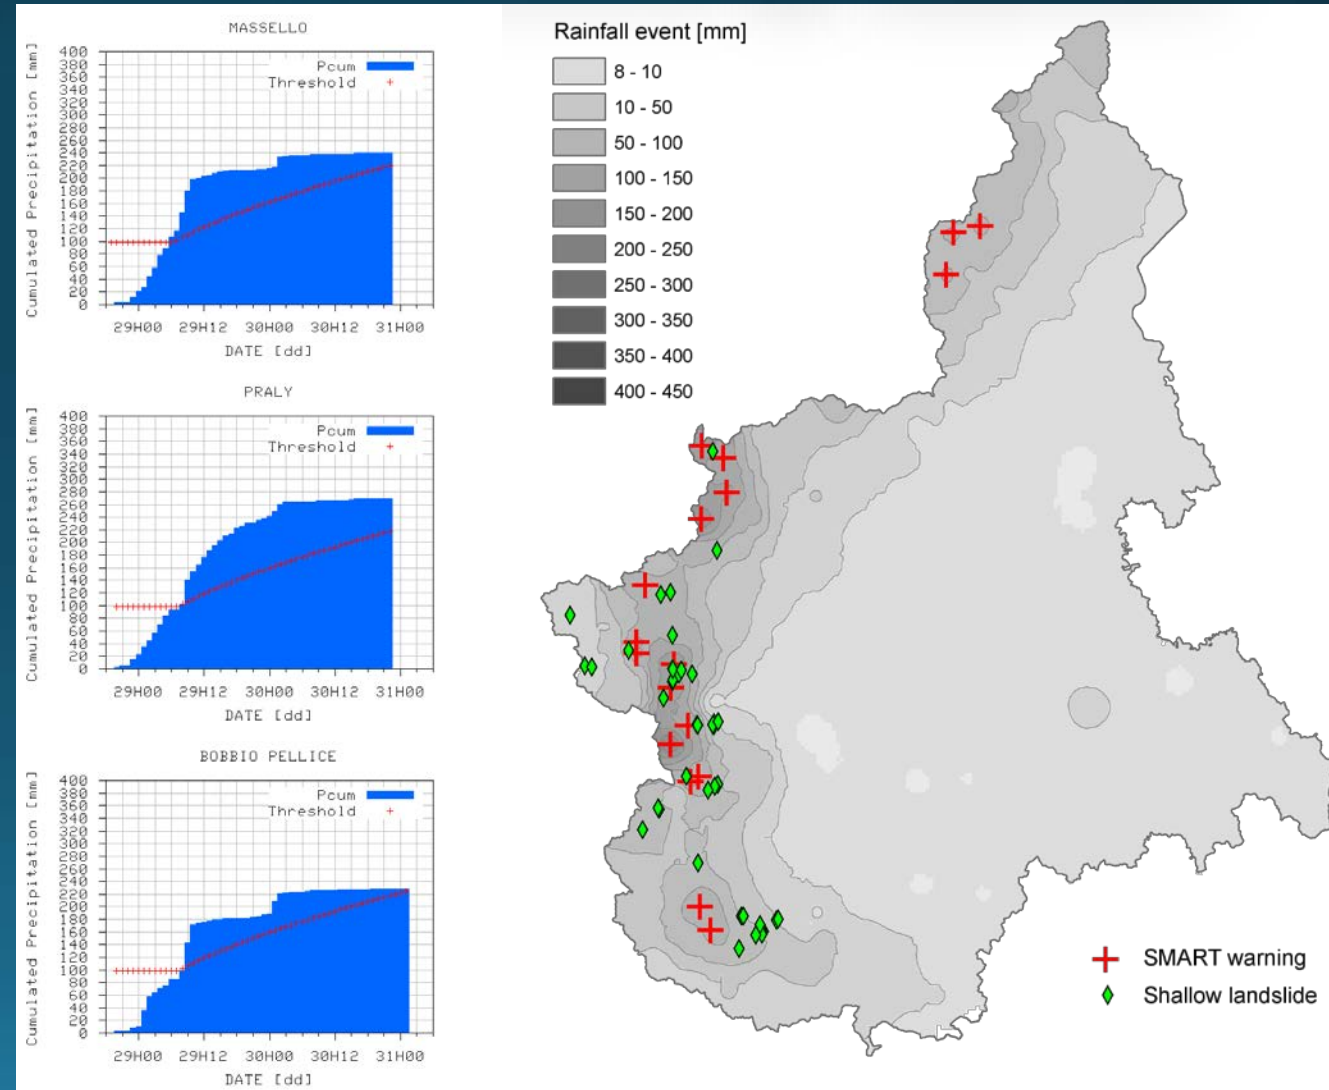 MASSELLO
Cumulated Precipitation [mm]
400
380
360
340
320
300
280
260
240
220
200
180
160
140
120
100
80
60
40
20
0
Pcum
Threshold
29H00 29H12 30H00 30H12 31H00
DATE [dd]
PRALY
Cumulated Precipitation [mm]
400
380
360
340
320
300
280
260
240
220
200
180
160
140
120
100
80
60
40
20
0
Pcum
Threshold
29H00 29H12 30H00 30H12 31H00
DATE [dd]
BOBBIO PELLICE
Cumulated Precipitation [mm]
400
380
360
340
320
300
280
260
240
220
200
180
160
140
120
100
80
60
40
20
0
Pcum
Threshold
29H00 29H12 30H00 30H12 31H00
DATE [dd]
Rainfall event [mm]
8 - 10
10 - 50
50 - 100
100 - 150
150 - 200
200 - 250
250 - 300
300 - 350
350 - 400
400 - 450
SMART warning
Shallow landslide